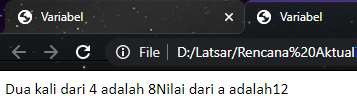 Variabel
Variabel
File
D:/Latsar/Rencana%20Aktual
Dua kali dari 4 adalah 8Nilai dari a adalah12